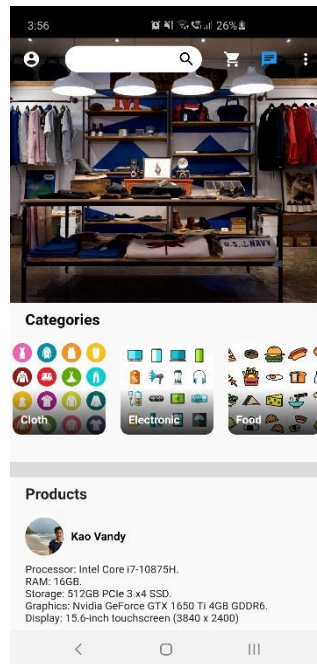 3:56
26%
U.S. NAVY
Categories
Cloth
Electronic
Food
Products
Kao Vandy
Processor: Intel Core i7-10875H.
RAM: 16GB.
Storage: 512GB PCIe 3 x4 SSD.
Graphics: Nvidia GeForce GTX 1650 Ti 4GB GDDR6.
Display: 15.6-inch touchscreen (3840 x 2400)